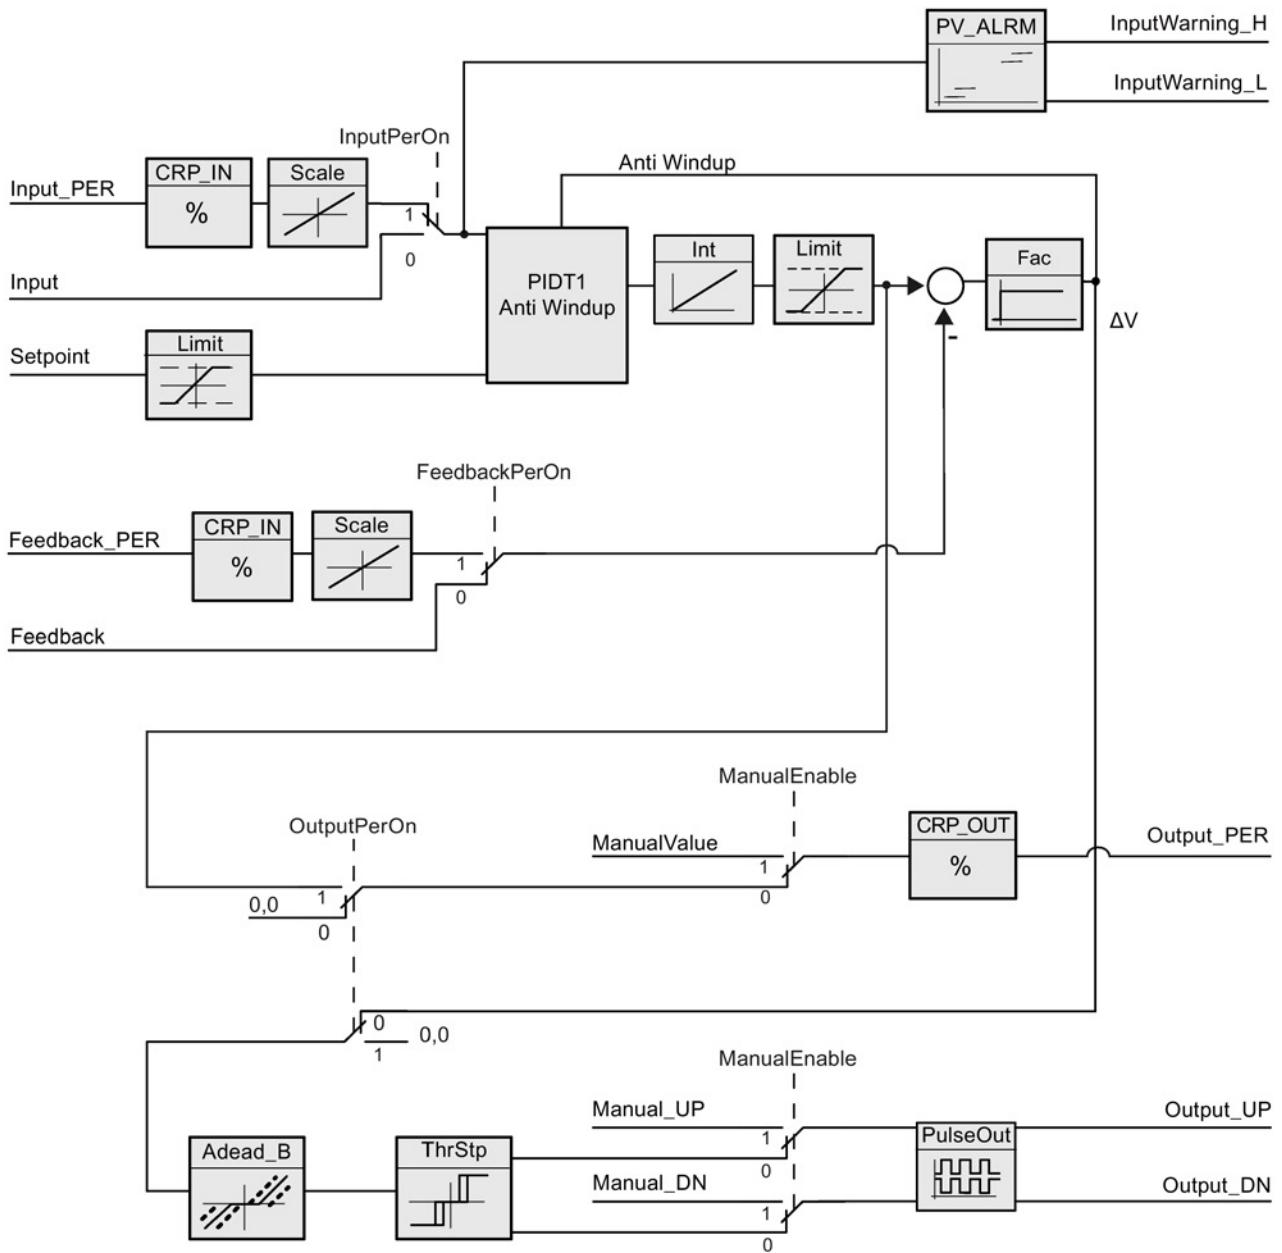 PV_ALRM
InputWarning_H
InputWarning_L
InputPerOn
Anti Windup
CRP_IN
%
Scale
Input_PER
1
0
Input
PIDT1
Anti Windup
Int
Limit
Fac
ΔV
-
Setpoint
Limit
FeedbackPerOn
Feedback_PER
CRP_IN
%
Scale
1
0
Feedback
ManualEnable
OutputPerOn
ManualValue
1
0
CRP_OUT
%
Output_PER
1
0,0
0
0
0,0
1
ManualEnable
Manual_UP
1
0
PulseOut
Output_UP
Adead_B
ThrStp
Manual_DN
1
0
Output_DN